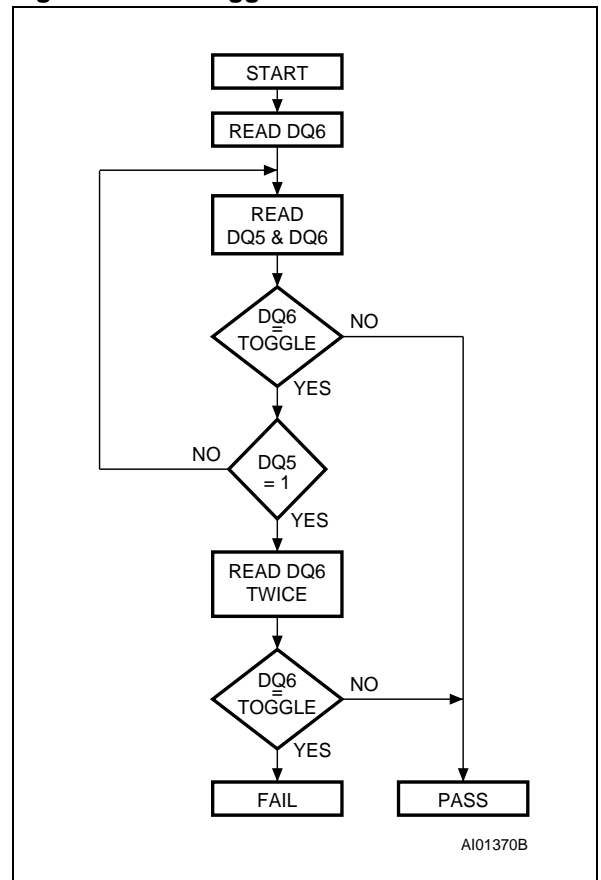 START
READ DQ6
READ
DQ5 & DQ6
DQ6
=
TOGGLE
NO
YES
NO
DQ5
= 1
YES
READ DQ6
TWICE
DQ6
=
TOGGLE
NO
YES
FAIL
PASS
AI01370B